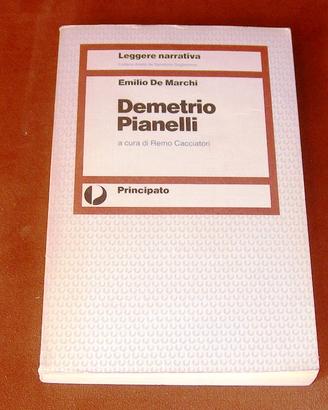 Leggere narrativa
Emilio De Marchi
Demetrio
Pianelli
a cura di Remo Cacciatori
Principato